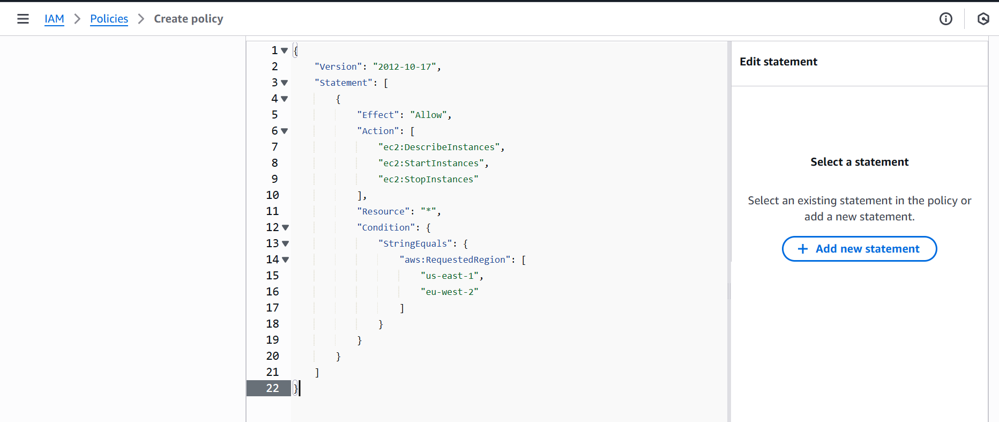 IAM > Policies > Create policy
1 {
2 "Version": "2012-10-17",
3 "Statement": [
4 {
5 "Effect": "Allow",
6 "Action": [
7 "ec2:DescribeInstances",
8 "ec2:StartInstances",
9 "ec2:StopInstances"
10 ],
11 "Resource": "*",
12 "Condition": {
13 "StringEquals": {
14 "aws:RequestedRegion": [
15 "us-east-1",
16 "eu-west-2"
17 ]
18 }
19 }
20 }
21 ]
22 }
Edit statement
Select a statement
Select an existing statement in the policy or
add a new statement.
+ Add new statement